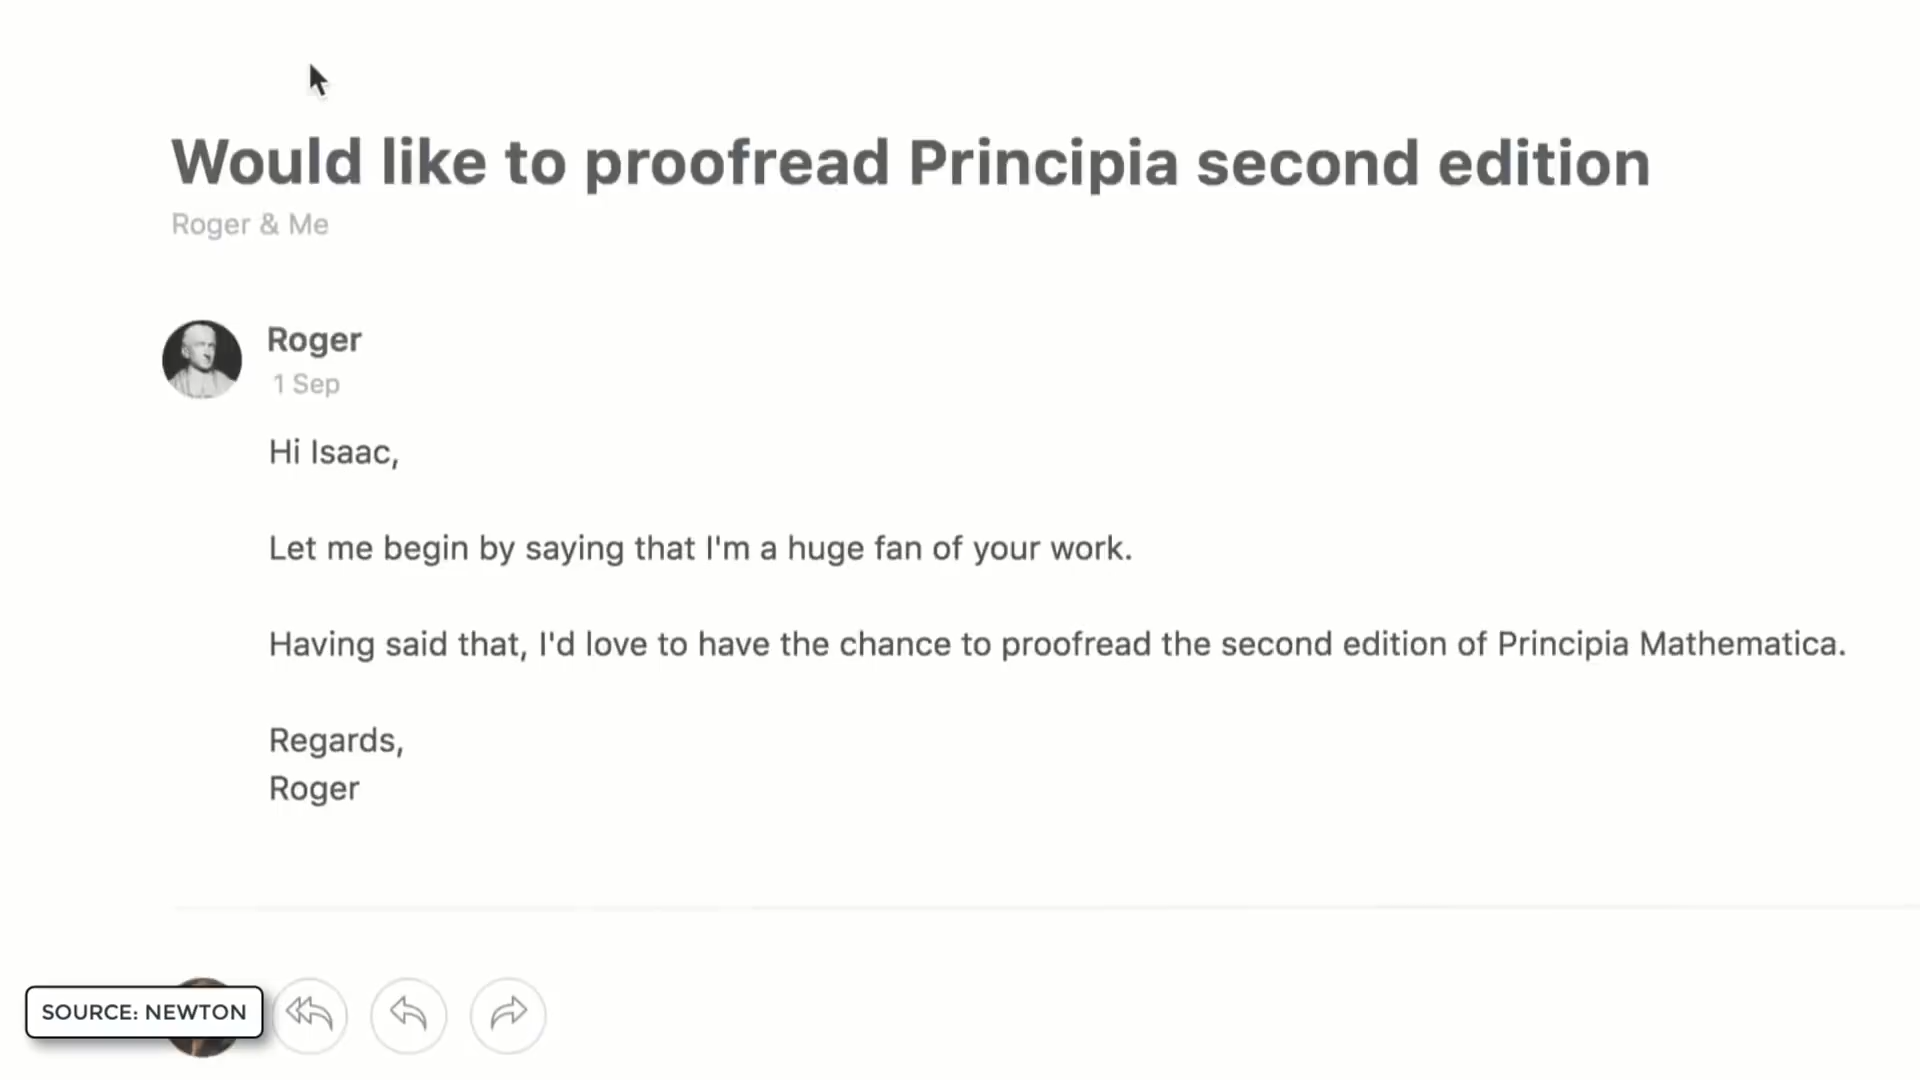 Would like to proofread Principia second edition
Roger & Me
Roger
1 Sep
Hi Isaac,
Let me begin by saying that I'm a huge fan of your work.
Having said that, I'd love to have the chance to proofread the second edition of Principia Mathematica.
Regards,
Roger
SOURCE: NEWTON